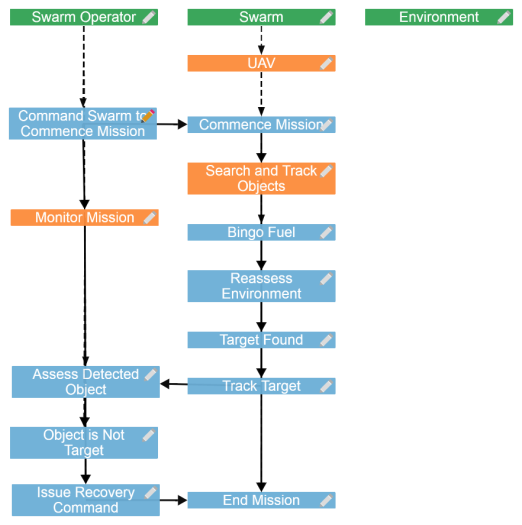 Swarm Operator
Swarm
Environment
UAV
Command Swarm to
Commence Mission
Commence Mission
Search and Track
Objects
Monitor Mission
Bingo Fuel
Reassess
Environment
Target Found
Assess Detected
Object
Track Target
Object is Not
Target
Issue Recovery
Command
End Mission